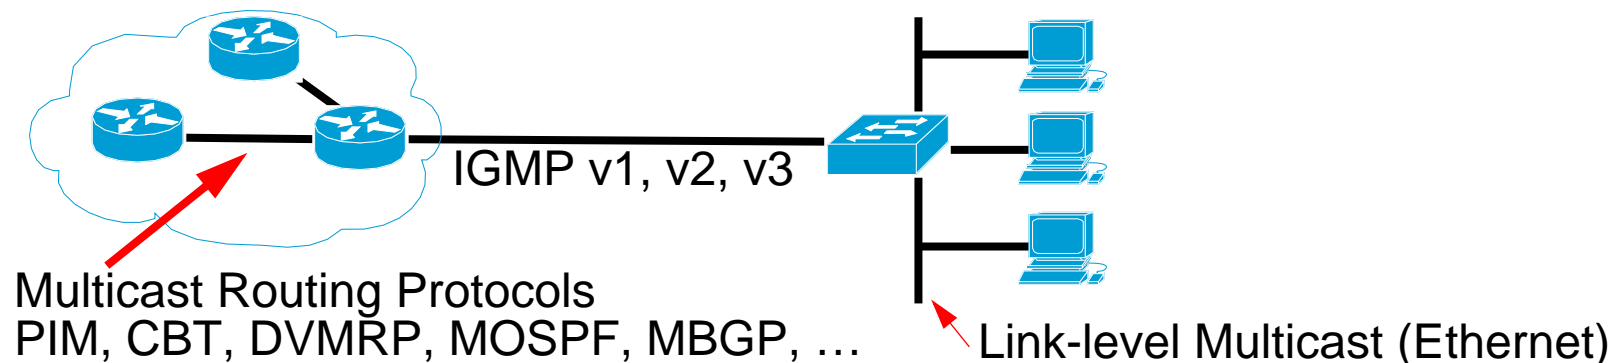 IGMP v1, v2, v3
Multicast Routing Protocols
PIM, CBT, DVMRP, MOSPF, MBGP, …
Link-level Multicast (Ethernet)